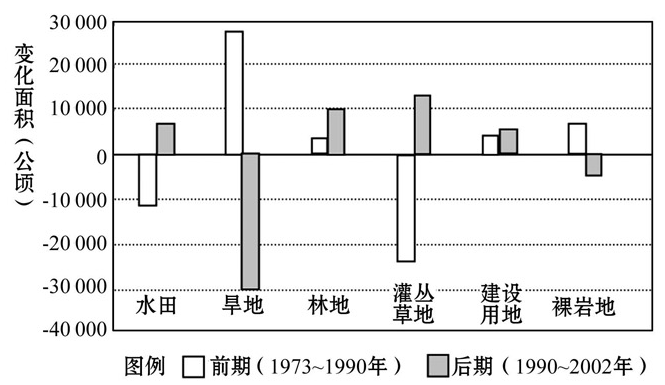 变化面积（公顷）
30 000
20 000
10 000
0
-10 000
-20 000
-30 000
-40 000
水田
旱地
林地
灌丛
草地
建设
用地
裸岩地
图例 前期（1973~1990年） 后期（1990~2002年）